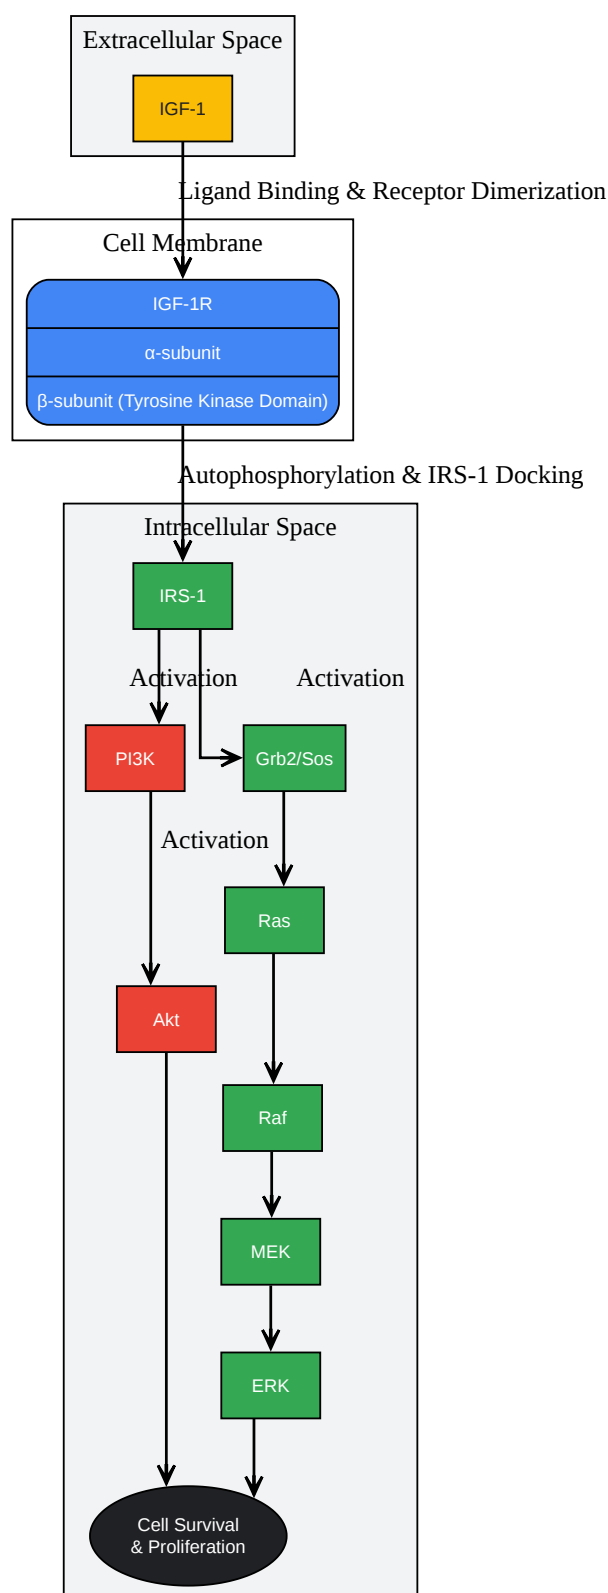 Extracellular Space
IGF-1
Ligand Binding & Receptor Dimerization
Cell Membrane
IGF-1R
α-subunit
β-subunit (Tyrosine Kinase Domain)
Autophosphorylation & IRS-1 Docking
Intracellular Space
IRS-1
Activation
Activation
PI3K
Grb2/Sos
Activation
Ras
Akt
Raf
MEK
ERK
Cell Survival
& Proliferation